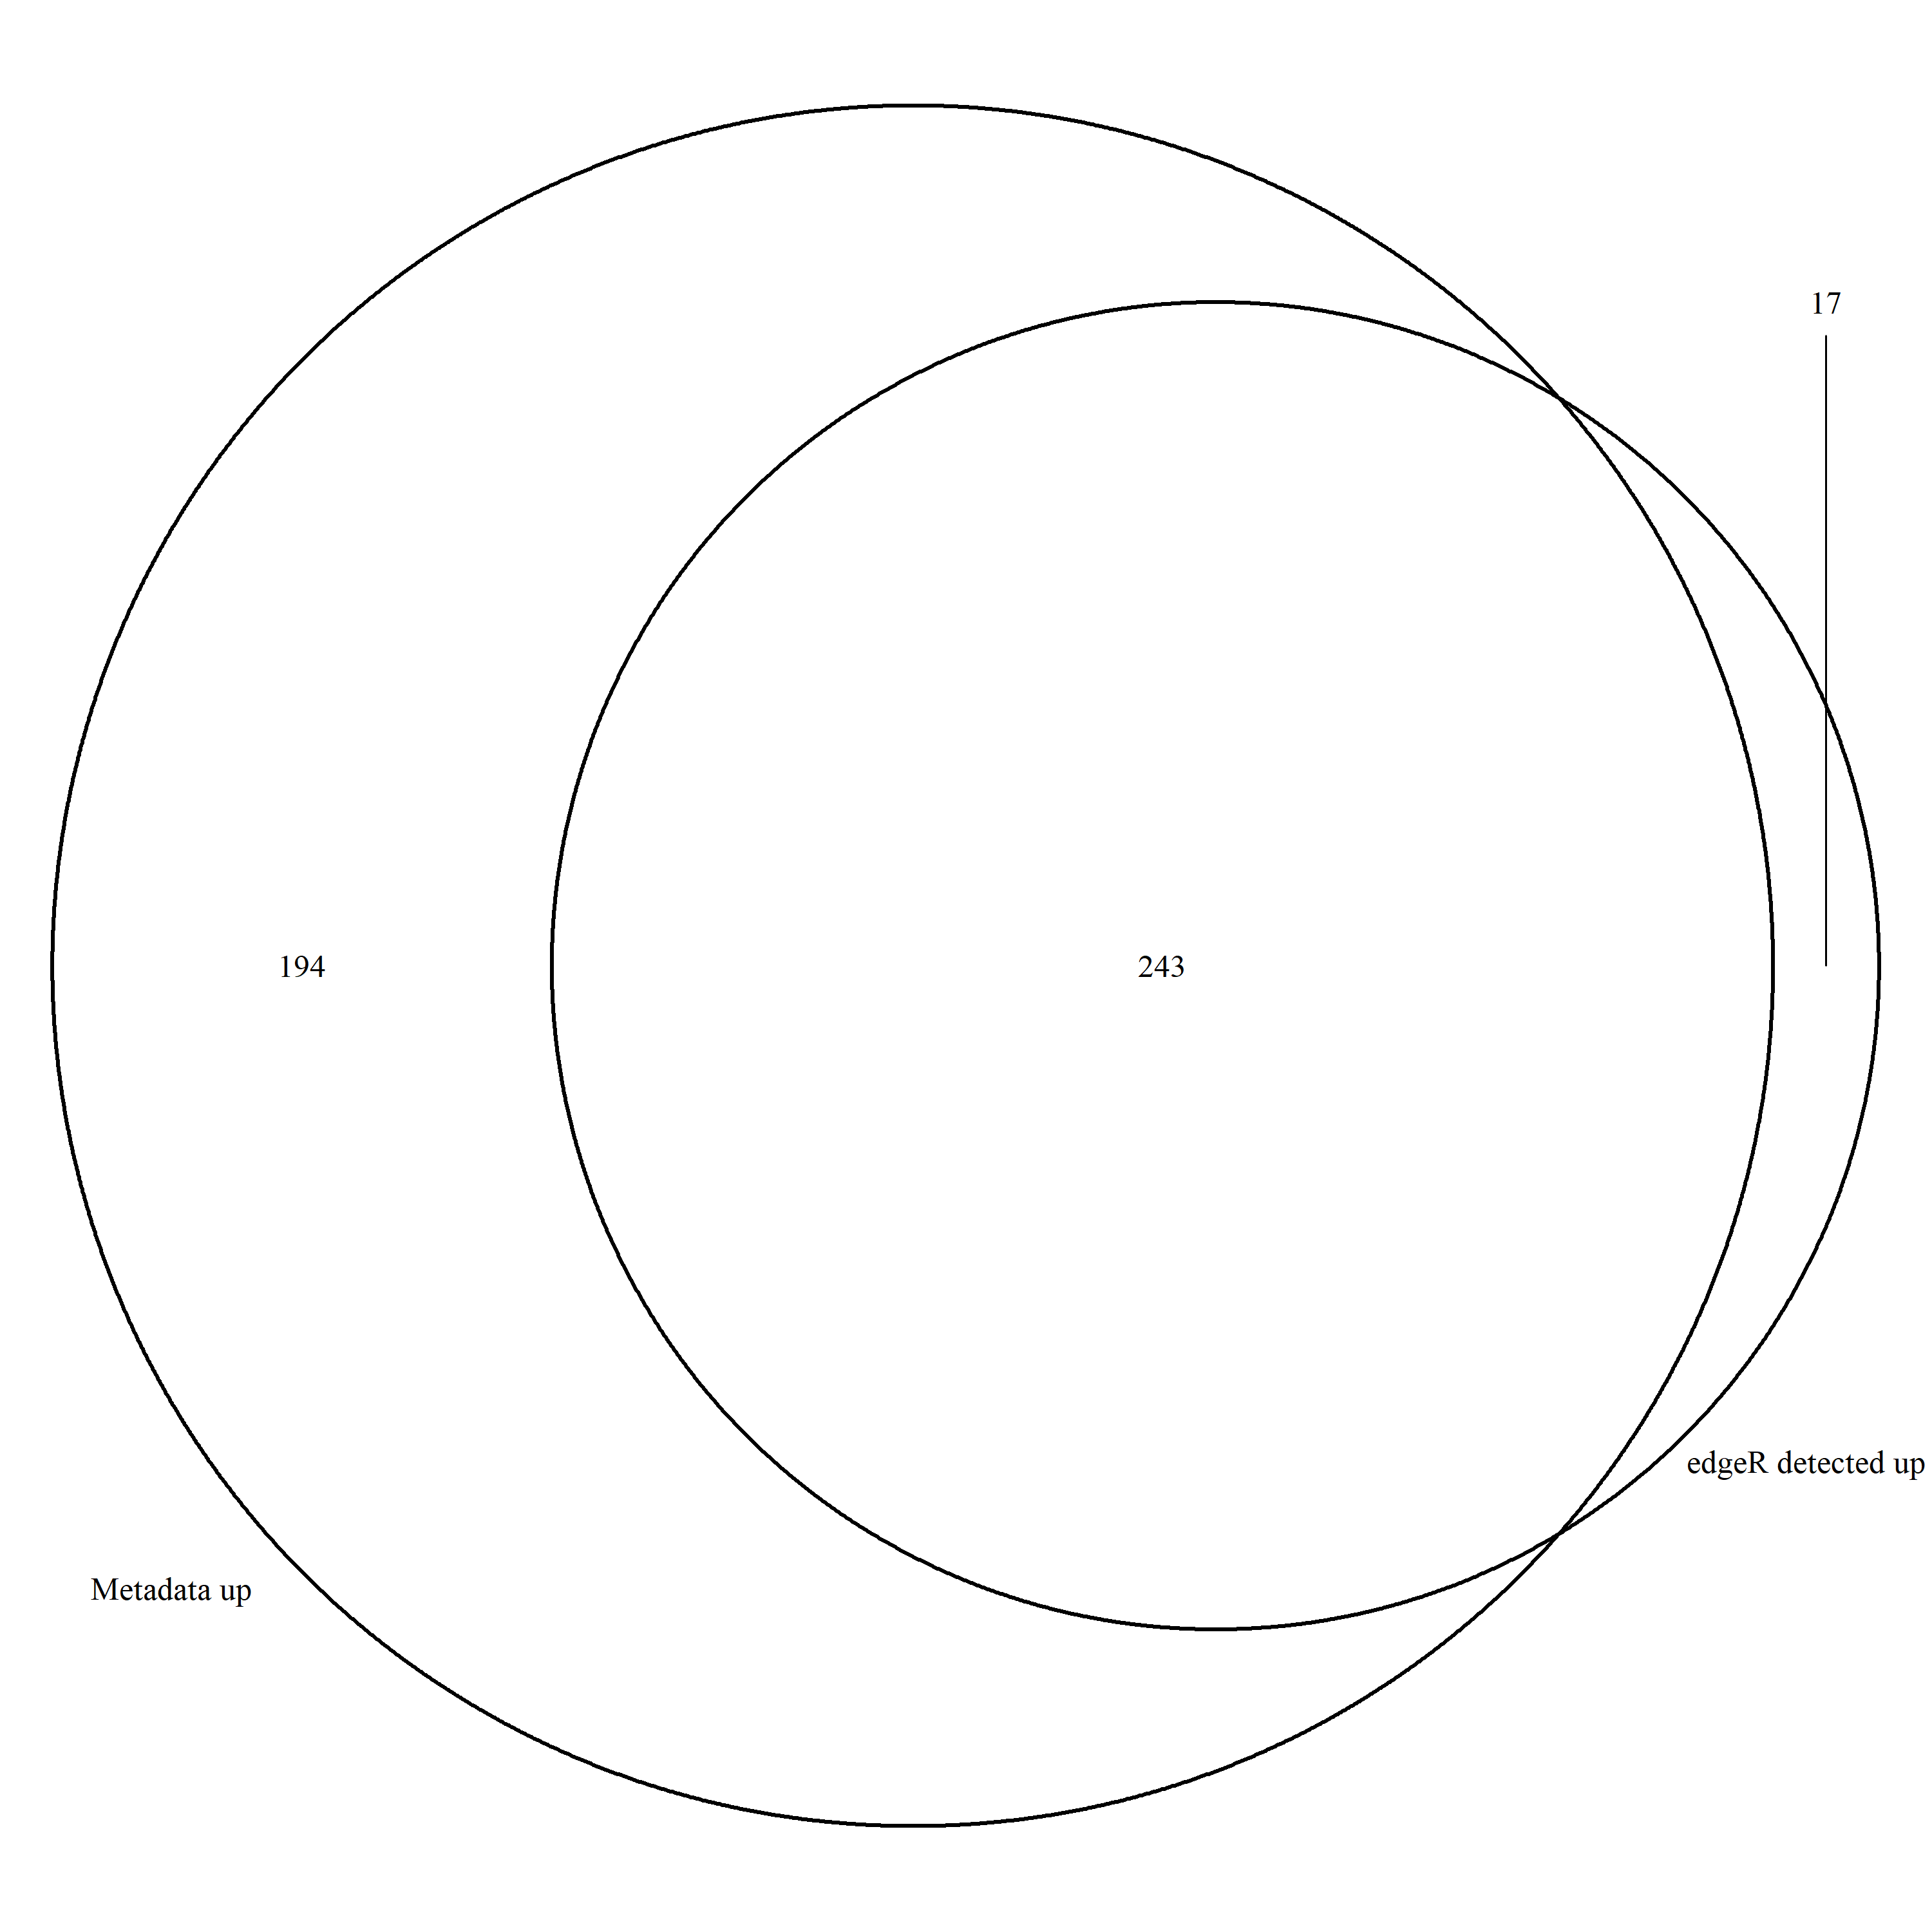 17
194
243
edgeR detected up
Metadata up